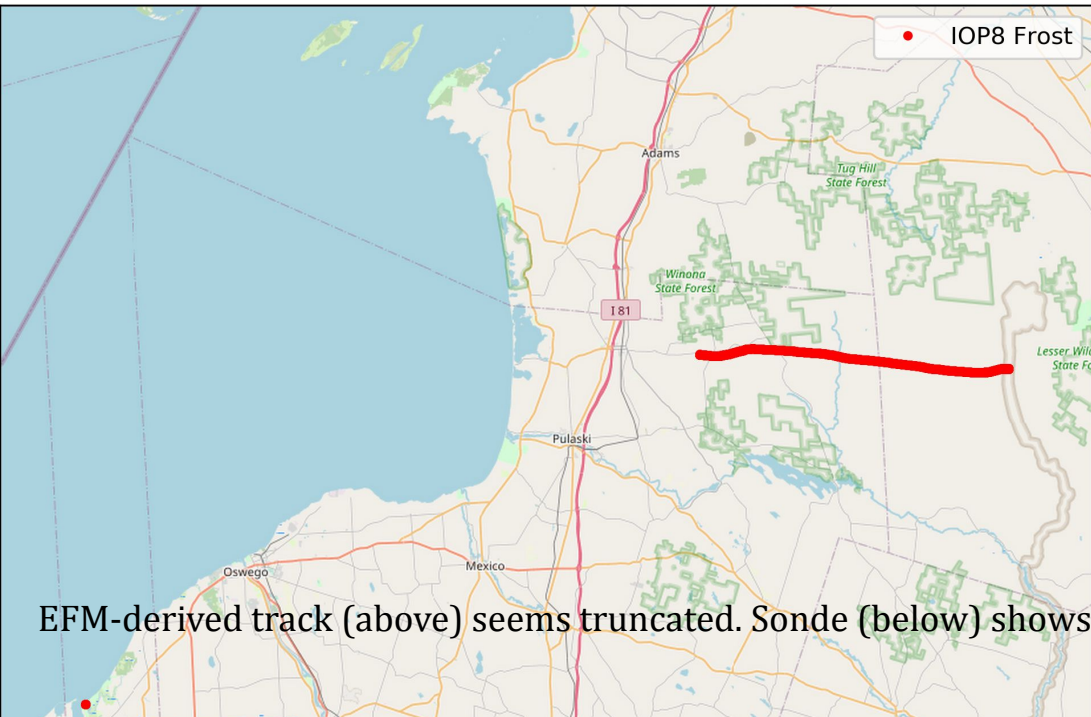 IOP8 Frost
Adams
Tug Hill
State Forest
Winona
State Forest
I 81
Lesser Wil
State Fo
Pulaski
Mexico
Oswego
EFM-derived track (above) seems truncated. Sonde (below) shows